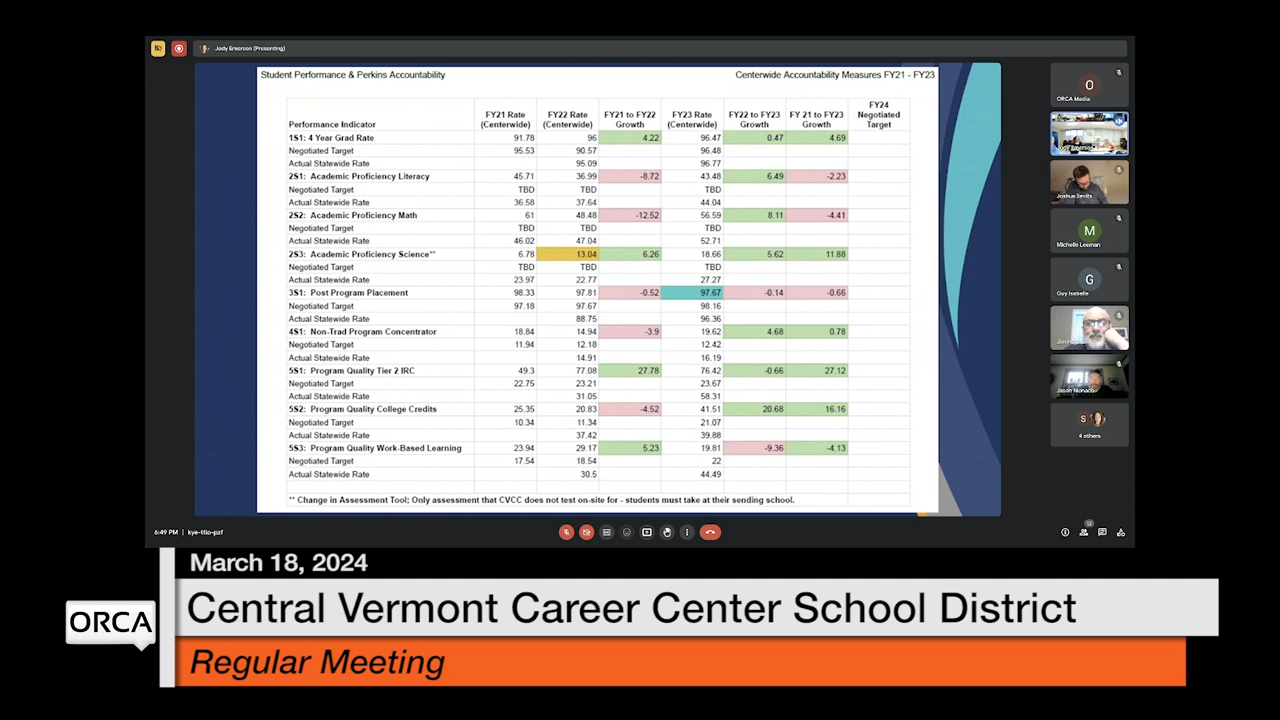 Jody Emerson (Presenting)
Student Performance & Perkins Accountability Centerwide Accountability Measures FY21 - FY23
Performance Indicator FY21 Rate (Centerwide) FY22 Rate (Centerwide) FY21 to FY22 Growth FY23 Rate (Centerwide) FY22 to FY23 Growth FY 21 to FY23 Growth FY24 Negotiated Target
1S1: 4 Year Grad Rate 91.78 96 4.22 96.47 0.47 4.69
Negotiated Target 95.53 90.57 96.48
Actual Statewide Rate 95.09 96.77
2S1: Academic Proficiency Literacy 45.71 36.99 -8.72 43.48 6.49 -2.23
Negotiated Target TBD TBD TBD
Actual Statewide Rate 36.58 37.64 44.04
2S2: Academic Proficiency Math 61 48.48 -12.52 56.59 8.11 -4.41
Negotiated Target TBD TBD TBD
Actual Statewide Rate 46.02 47.04 52.71
2S3: Academic Proficiency Science** 6.78 13.04 6.26 18.66 5.62 11.88
Negotiated Target TBD TBD TBD
Actual Statewide Rate 23.97 22.77 27.27
3S1: Post Program Placement 98.33 97.81 -0.52 97.67 -0.14 -0.66
Negotiated Target 97.18 97.67 98.16
Actual Statewide Rate 88.75 96.36
4S1: Non-Trad Program Concentrator 18.84 14.94 -3.9 19.62 4.68 0.78
Negotiated Target 11.94 12.18 12.42
Actual Statewide Rate 14.91 16.19
5S1: Program Quality Tier 2 IRC 49.3 77.08 27.78 76.42 -0.66 27.12
Negotiated Target 22.75 23.21 23.67
Actual Statewide Rate 31.05 58.31
5S2: Program Quality College Credits 25.35 20.83 -4.52 41.51 20.68 16.16
Negotiated Target 10.34 11.34 21.07
Actual Statewide Rate 37.42 39.88
5S3: Program Quality Work-Based Learning 23.94 29.17 5.23 19.81 -9.36 -4.13
Negotiated Target 17.54 18.54 22
Actual Statewide Rate 30.5 44.49
** Change in Assessment Tool; Only assessment that CVCC does not test on-site for - students must take at their sending school.
O
ORCA Media
Jody Emerson
Joshua Sevits
M
Michelle Leeman
G
Guy Isabelle
Jason Monaco
S
4 others
6:49 PM | kye-ttio-pzf
12
March 18, 2024
ORCA
Central Vermont Career Center School District
Regular Meeting